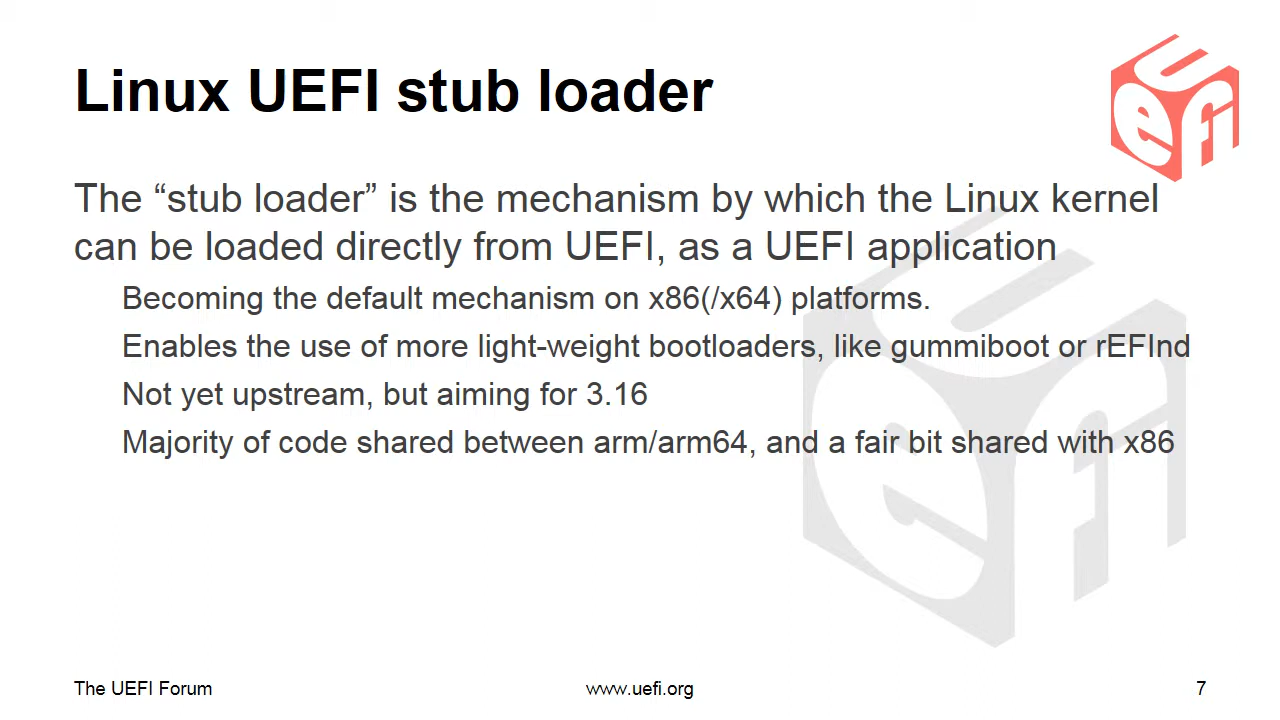 Linux UEFI stub loader
uefi
The “stub loader” is the mechanism by which the Linux kernel
can be loaded directly from UEFI, as a UEFI application
Becoming the default mechanism on x86(/x64) platforms.
Enables the use of more light-weight bootloaders, like gummiboot or rEFInd
Not yet upstream, but aiming for 3.16
Majority of code shared between arm/arm64, and a fair bit shared with x86
uefi
The UEFI Forum
www.uefi.org
7